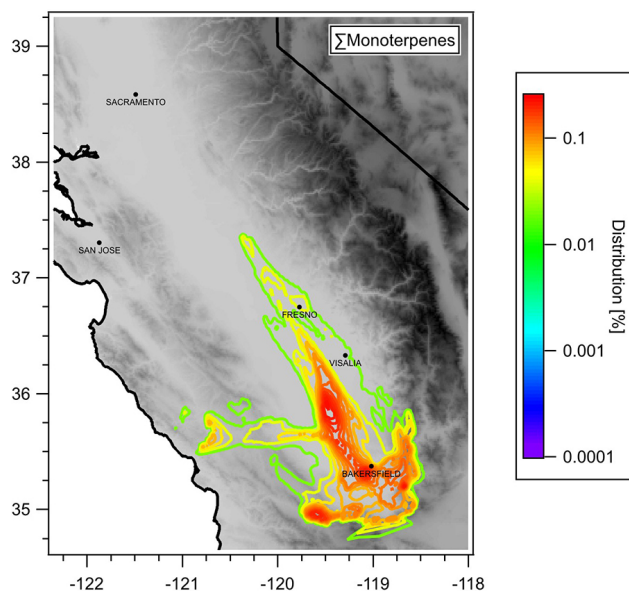 ∑Monoterpenes
39
38
37
36
35
-122
-121
-120
-119
-118
SACRAMENTO
SAN JOSE
FRESNO
VISALIA
BAKERSFIELD
0.1
0.01
0.001
0.0001
Distribution [%]